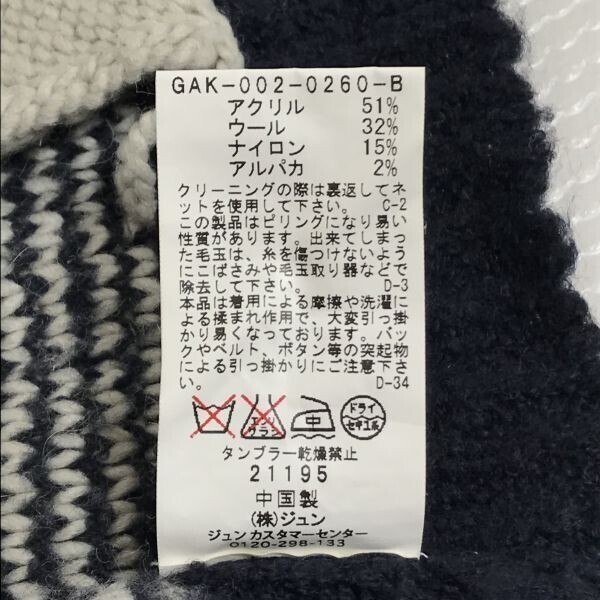 GAK-002-0260-B
アクリル 51%
ウール 32%
ナイロン 15%
アルパカ 2%
クリーニングの際は裏返してネ
ットを使用して下さい。 C-2
この製品はピリングになり易い
性質があります。出来てしまっ
た毛玉は、糸を傷つけないよう
にこばさみや毛玉取り器などで
除去して下さい。 D-3
本品は着用による摩擦や洗濯に
よる揉まれ作用で、大変引っ掛
かり易くなっております。バッ
クやベルト、ボタン等の突起物
による引っ掛かりにご注意下さ
い。 D-34
エンソ
サラシ
中
ドライ
セキユ系
タンブラー乾燥禁止
21195
中国製
(株)ジュン
ジュン カスタマーセンター
0120-298-133